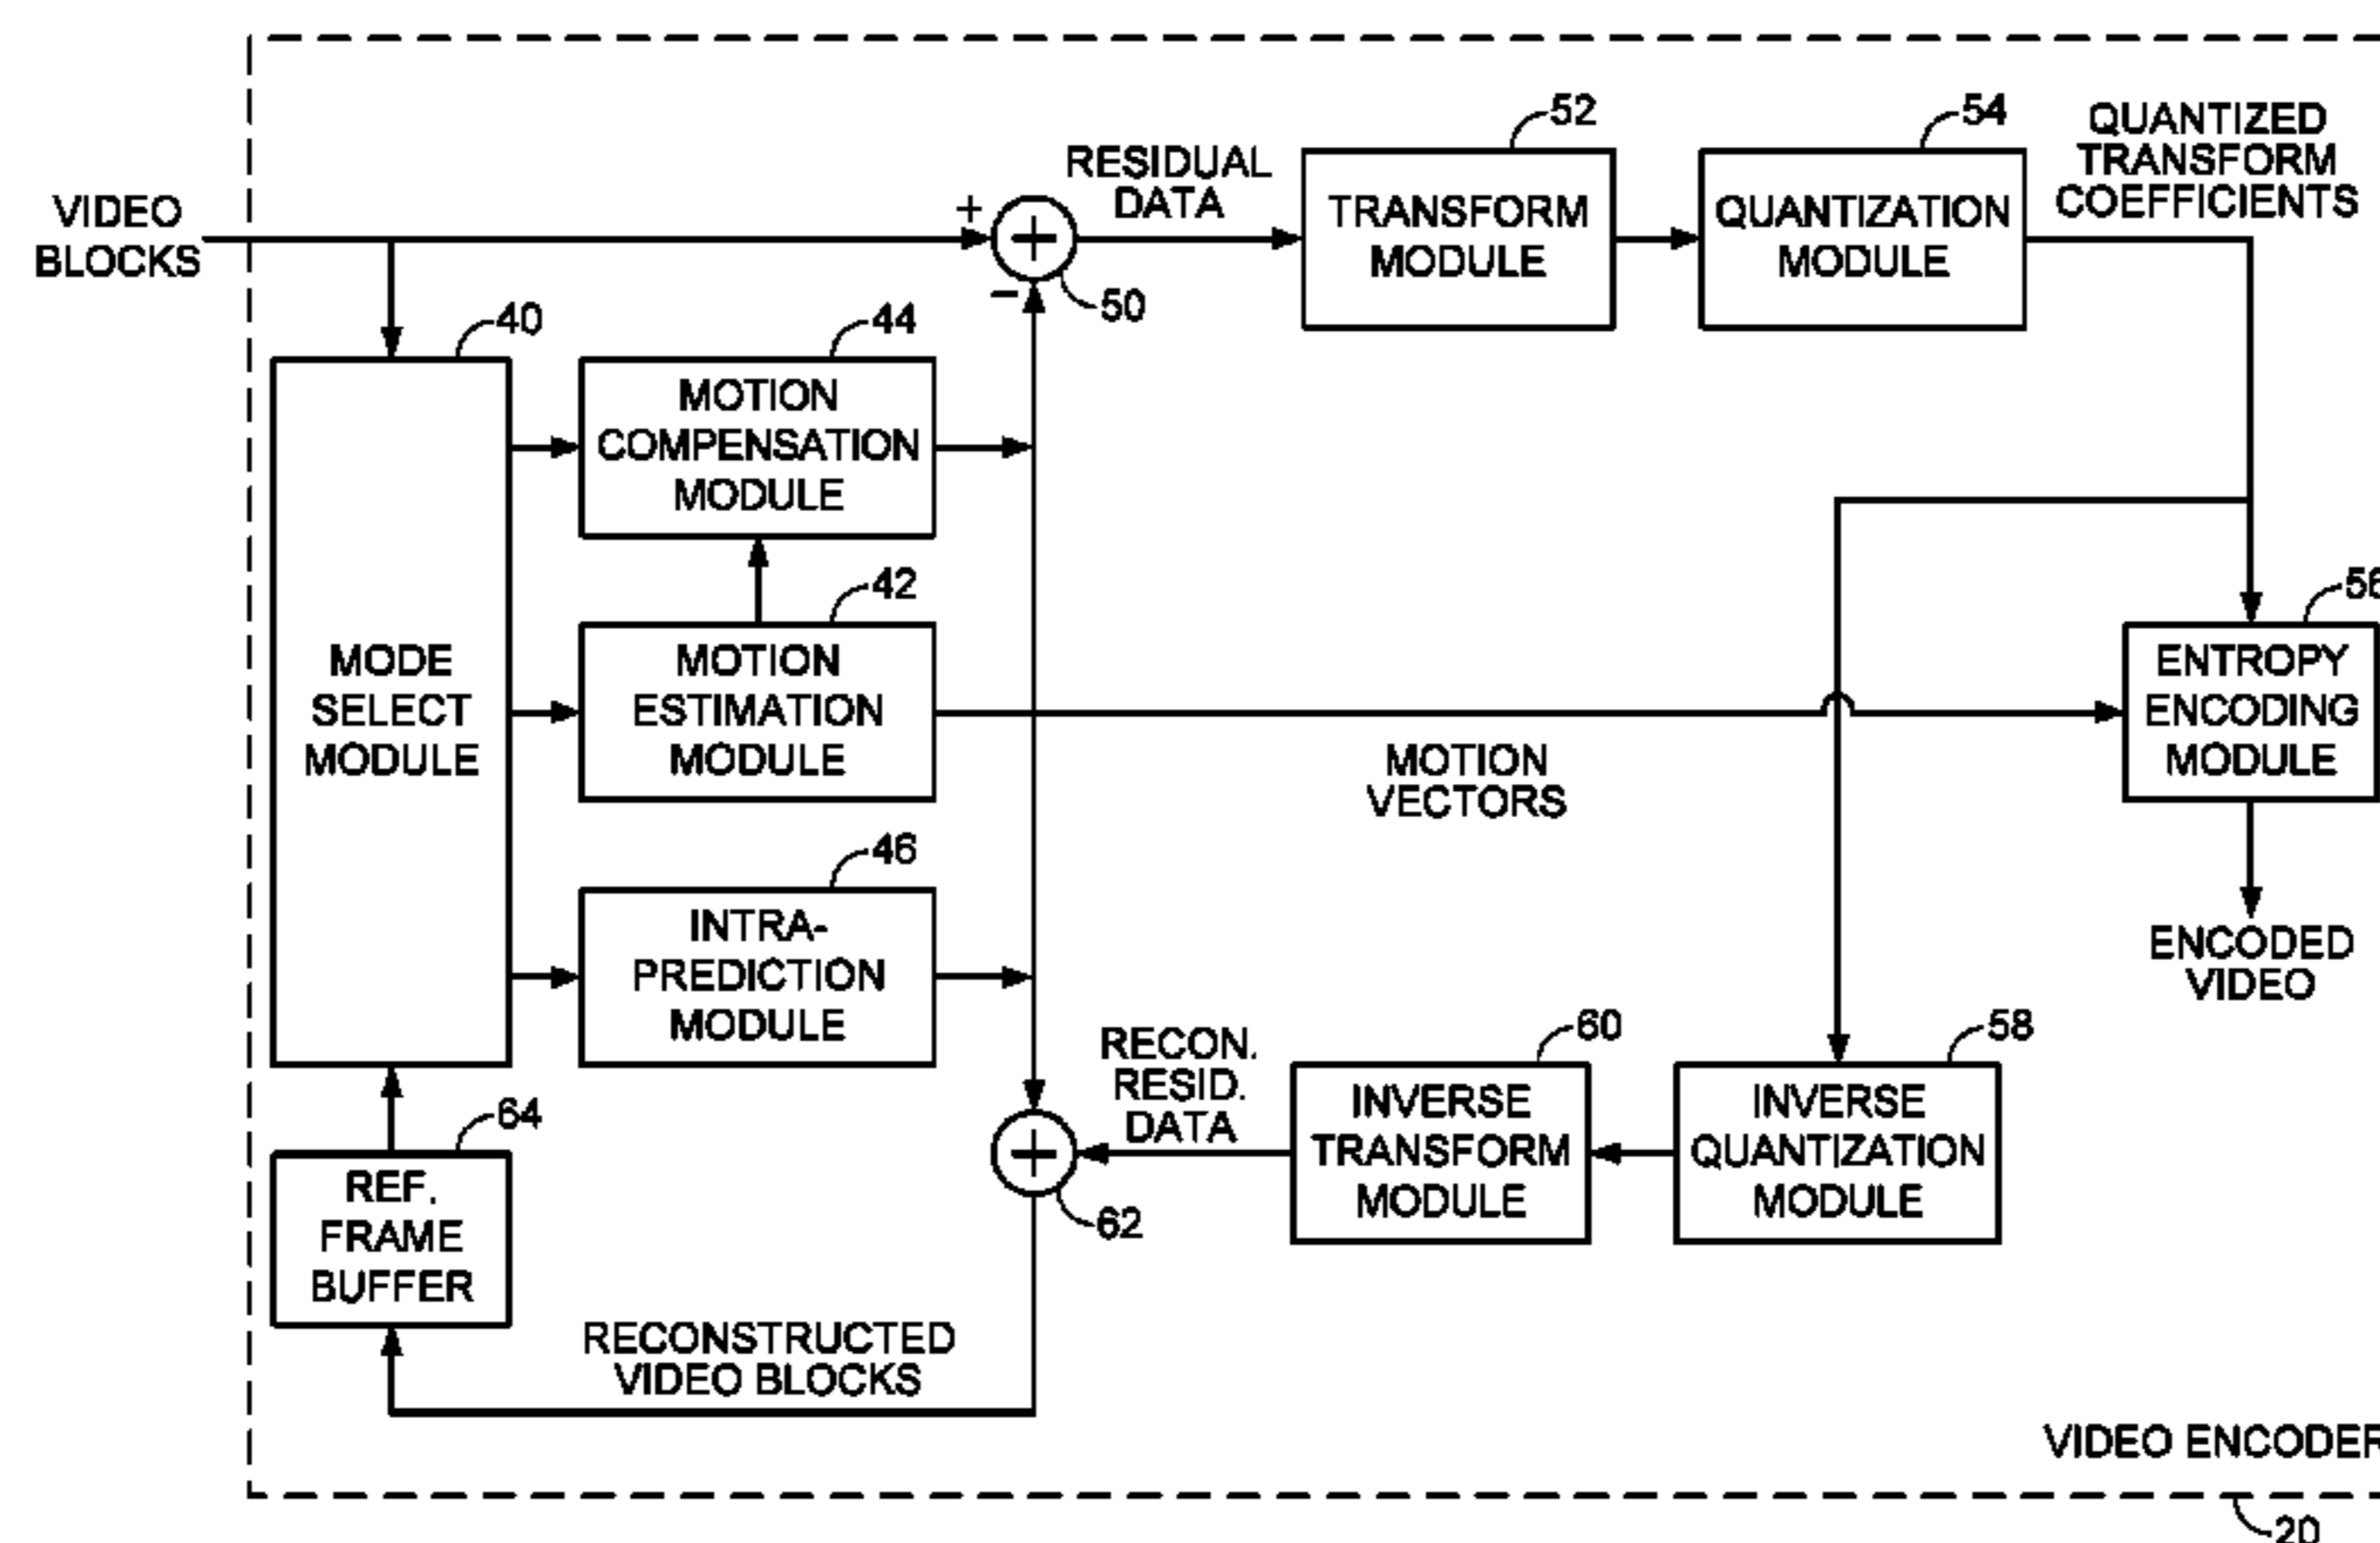 VIDEO
BLOCKS
+
−
50
RESIDUAL
DATA
52
TRANSFORM
MODULE
54
QUANTIZATION
MODULE
QUANTIZED
TRANSFORM
COEFFICIENTS
40
MODE
SELECT
MODULE
44
MOTION
COMPENSATION
MODULE
42
MOTION
ESTIMATION
MODULE
MOTION
VECTORS
56
ENTROPY
ENCODING
MODULE
ENCODED
VIDEO
46
INTRA-
PREDICTION
MODULE
64
REF.
FRAME
BUFFER
RECON.
RESID.
DATA
62
60
INVERSE
TRANSFORM
MODULE
58
INVERSE
QUANTIZATION
MODULE
RECONSTRUCTED
VIDEO BLOCKS
VIDEO ENCODER
20